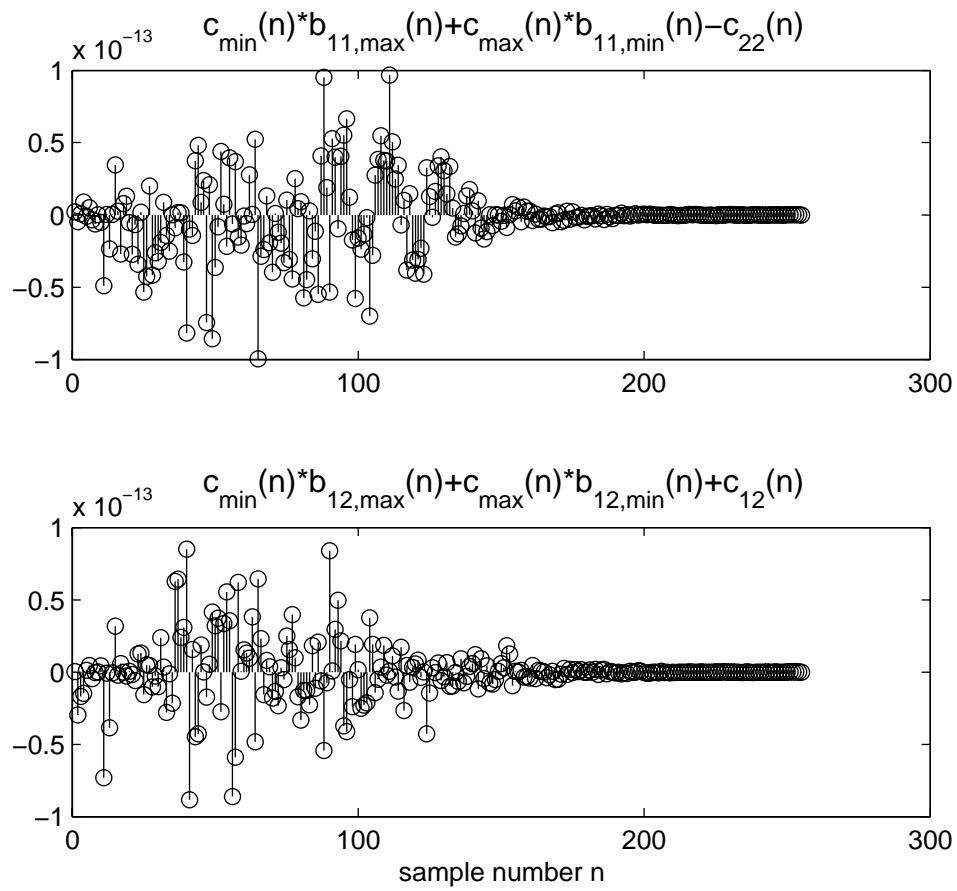 c_min(n)*b_11,max(n)+c_max(n)*b_11,min(n)−c_22(n)
x 10^−13
1
0.5
0
−0.5
−1
0 100 200 300
c_min(n)*b_12,max(n)+c_max(n)*b_12,min(n)+c_12(n)
x 10^−13
1
0.5
0
−0.5
−1
0 100 200 300
sample number n